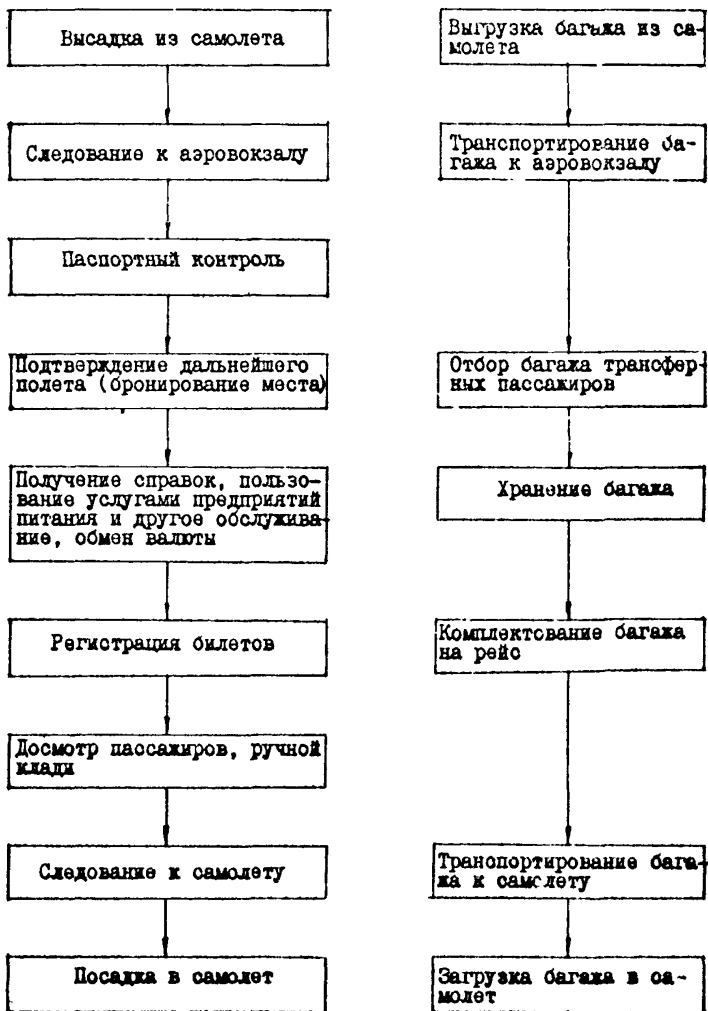 Высадка из самолета
Следование к аэровокзалу
Паспортный контроль
Подтверждение дальнейшего
полета (бронирование места)
Получение справок, пользо-
вание услугами предприятий
питания и другое обслужива-
ние, обмен валюты
Регистрация билетов
Досмотр пассажиров, ручной
клади
Следование к самолету
Посадка в самолет
Выгрузка багажа из са-
молета
Транспортирование ба-
гажа к аэровокзалу
Отбор багажа трансфер-
ных пассажиров
Хранение багажа
Комплектование багажа
на рейс
Транспортирование бага-
жа к самолету
Загрузка багажа в са-
молет